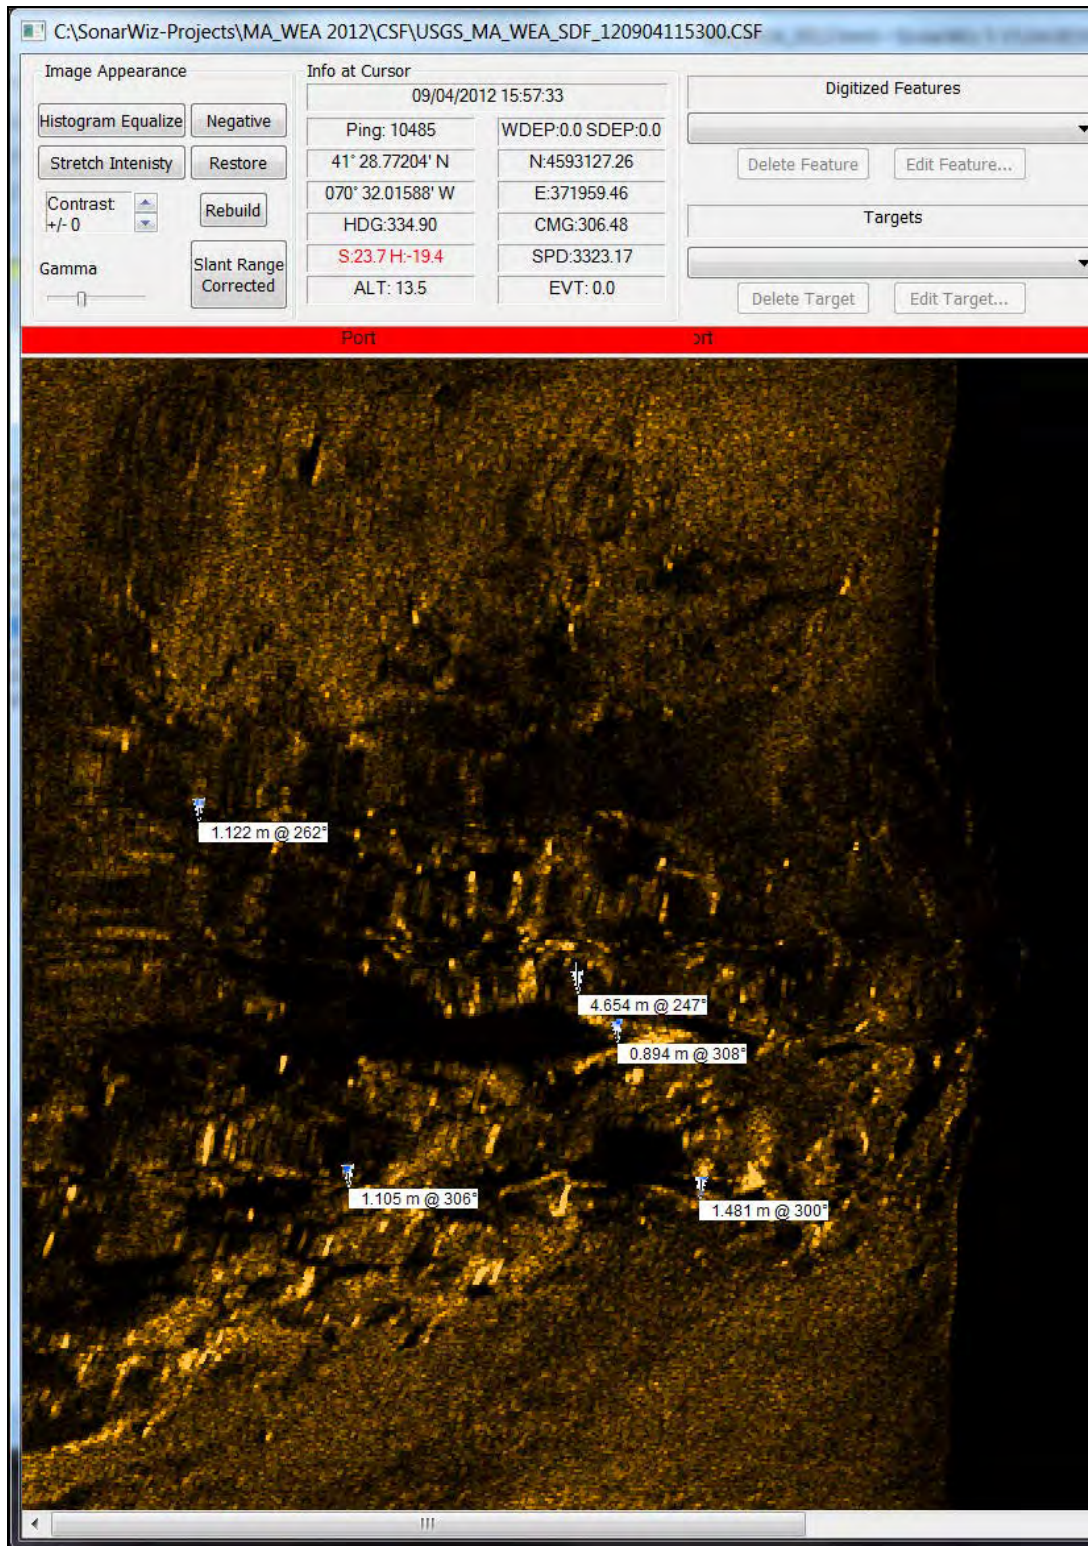 C:\SonarWiz-Projects\MA_WEA 2012\CSF\USGS_MA_WEA_SDF_120904115300.CSF
Image Appearance
Histogram Equalize
Negative
Stretch Intenisty
Restore
Contrast
+/- 0
Rebuild
Gamma
Slant Range
Corrected
Info at Cursor
09/04/2012 15:57:33
Ping: 10485
WDEP:0.0 SDEP:0.0
41° 28.77204' N
N:4593127.26
070° 32.01588' W
E:371959.46
HDG:334.90
CMG:306.48
S:23.7 H:-19.4
SPD:3323.17
ALT: 13.5
EVT: 0.0
Digitized Features
Delete Feature
Edit Feature...
Targets
Delete Target
Edit Target...
Port
ort
1.122 m @ 262°
4.654 m @ 247°
0.894 m @ 308°
1.105 m @ 306°
1.481 m @ 300°